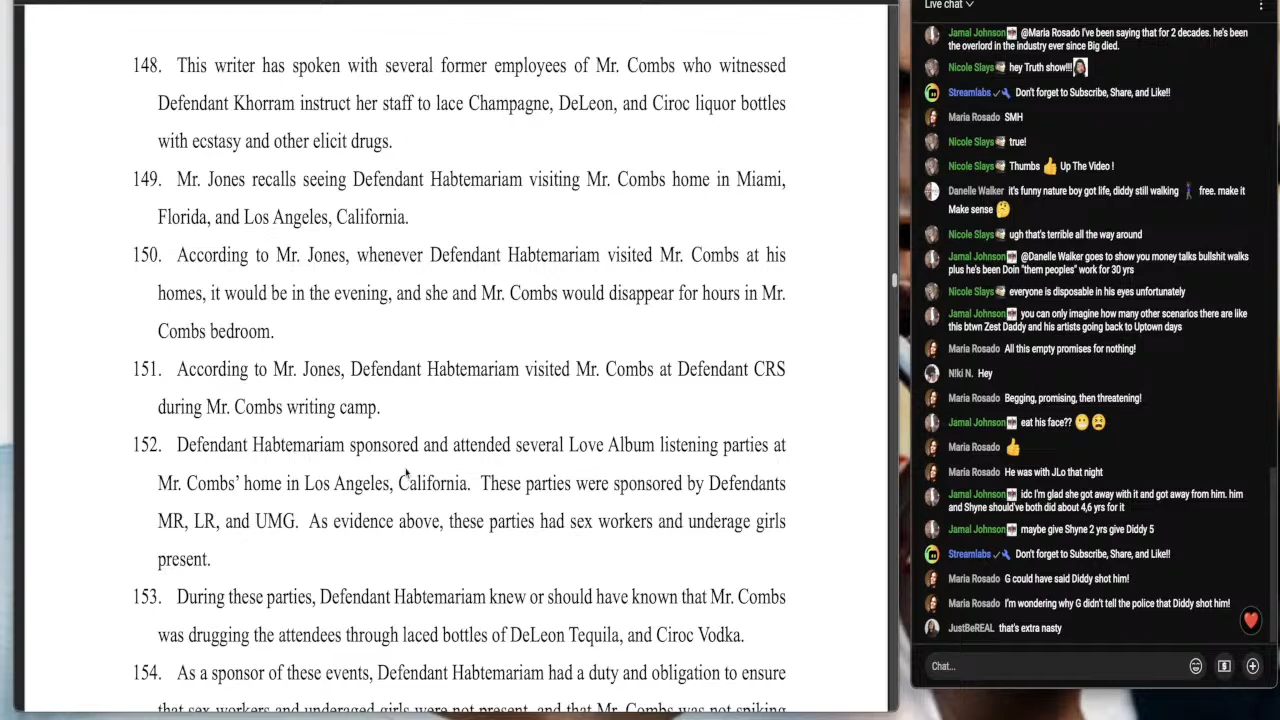 148. This writer has spoken with several former employees of Mr. Combs who witnessed
Defendant Khorram instruct her staff to lace Champagne, DeLeon, and Ciroc liquor bottles
with ecstasy and other elicit drugs.
149. Mr. Jones recalls seeing Defendant Habtemariam visiting Mr. Combs home in Miami,
Florida, and Los Angeles, California.
150. According to Mr. Jones, whenever Defendant Habtemariam visited Mr. Combs at his
homes, it would be in the evening, and she and Mr. Combs would disappear for hours in Mr.
Combs bedroom.
151. According to Mr. Jones, Defendant Habtemariam visited Mr. Combs at Defendant CRS
during Mr. Combs writing camp.
152. Defendant Habtemariam sponsored and attended several Love Album listening parties at
Mr. Combs’ home in Los Angeles, California. These parties were sponsored by Defendants
MR, LR, and UMG. As evidence above, these parties had sex workers and underage girls
present.
153. During these parties, Defendant Habtemariam knew or should have known that Mr. Combs
was drugging the attendees through laced bottles of DeLeon Tequila, and Ciroc Vodka.
154. As a sponsor of these events, Defendant Habtemariam had a duty and obligation to ensure
that sex workers and underaged girls were not present, and that Mr. Combs was not spiking
Live chat
Jamal Johnson @Maria Rosado I've been saying that for 2 decades. he's been
the overlord in the industry ever since Big died.
Nicole Slays hey Truth show!!!
Streamlabs Don't forget to Subscribe, Share, and Like!!
Maria Rosado SMH
Nicole Slays true!
Nicole Slays Thumbs 👍 Up The Video !
Danelle Walker it's funny nature boy got life, diddy still walking 🚶 free. make it
Make sense 🤔
Nicole Slays ugh that's terrible all the way around
Jamal Johnson @Danelle Walker goes to show you money talks bullshit walks
plus he's been Doin "them peoples" work for 30 yrs
Nicole Slays everyone is disposable in his eyes unfortunately
Jamal Johnson you can only imagine how many other scenarios there are like
this btwn Zest Daddy and his artists going back to Uptown days
Maria Rosado All this empty promises for nothing!
N!ki N. Hey
Maria Rosado Begging, promising, then threatening!
Jamal Johnson eat his face?? 😬 😫
Maria Rosado 👍
Maria Rosado He was with JLo that night
Jamal Johnson idc I'm glad she got away with it and got away from him. him
and Shyne should've both did about 4,6 yrs for it
Jamal Johnson maybe give Shyne 2 yrs give Diddy 5
Streamlabs Don't forget to Subscribe, Share, and Like!!
Maria Rosado G could have said Diddy shot him!
Maria Rosado I'm wondering why G didn't tell the police that Diddy shot him!
JustBeREAL that's extra nasty
Chat...